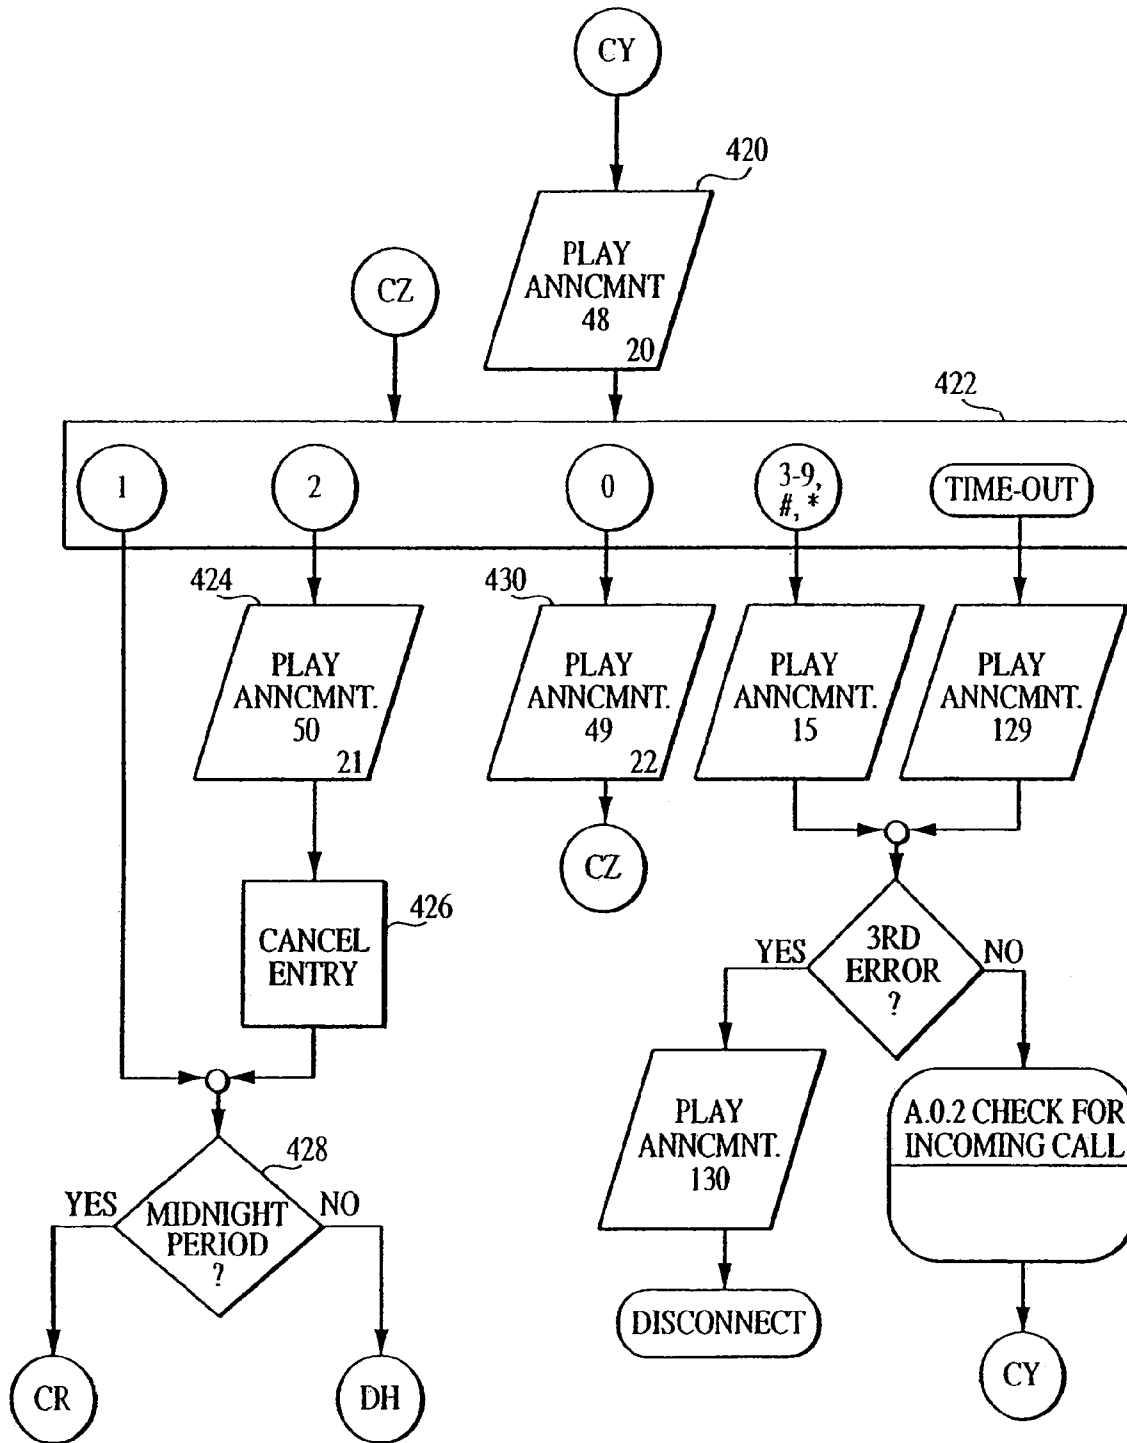 CY
420
PLAY
ANNCMNT
48
20
CZ
422
1
2
0
3-9,
#, *
TIME-OUT
424
PLAY
ANNCMNT.
50
21
430
PLAY
ANNCMNT.
49
22
PLAY
ANNCMNT.
15
PLAY
ANNCMNT.
129
CZ
CANCEL
ENTRY
426
3RD
ERROR
?
YES
NO
PLAY
ANNCMNT.
130
A.0.2 CHECK FOR
INCOMING CALL
428
MIDNIGHT
PERIOD
?
YES
NO
DISCONNECT
CR
DH
CY